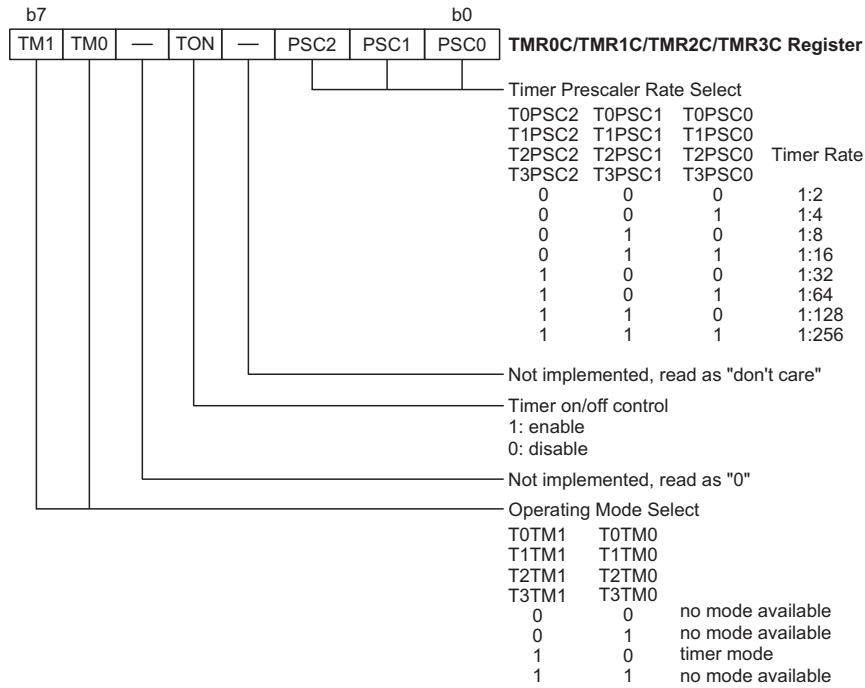 b7 b0
TM1 TM0 — TON — PSC2 PSC1 PSC0 TMR0C/TMR1C/TMR2C/TMR3C Register
Timer Prescaler Rate Select
T0PSC2 T0PSC1 T0PSC0
T1PSC2 T1PSC1 T1PSC0
T2PSC2 T2PSC1 T2PSC0 Timer Rate
T3PSC2 T3PSC1 T3PSC0
0 0 0 1:2
0 0 1 1:4
0 1 0 1:8
0 1 1 1:16
1 0 0 1:32
1 0 1 1:64
1 1 0 1:128
1 1 1 1:256
Not implemented, read as "don't care"
Timer on/off control
1: enable
0: disable
Not implemented, read as "0"
Operating Mode Select
T0TM1 T0TM0
T1TM1 T1TM0
T2TM1 T2TM0
T3TM1 T3TM0
0 0 no mode available
0 1 no mode available
1 0 timer mode
1 1 no mode available